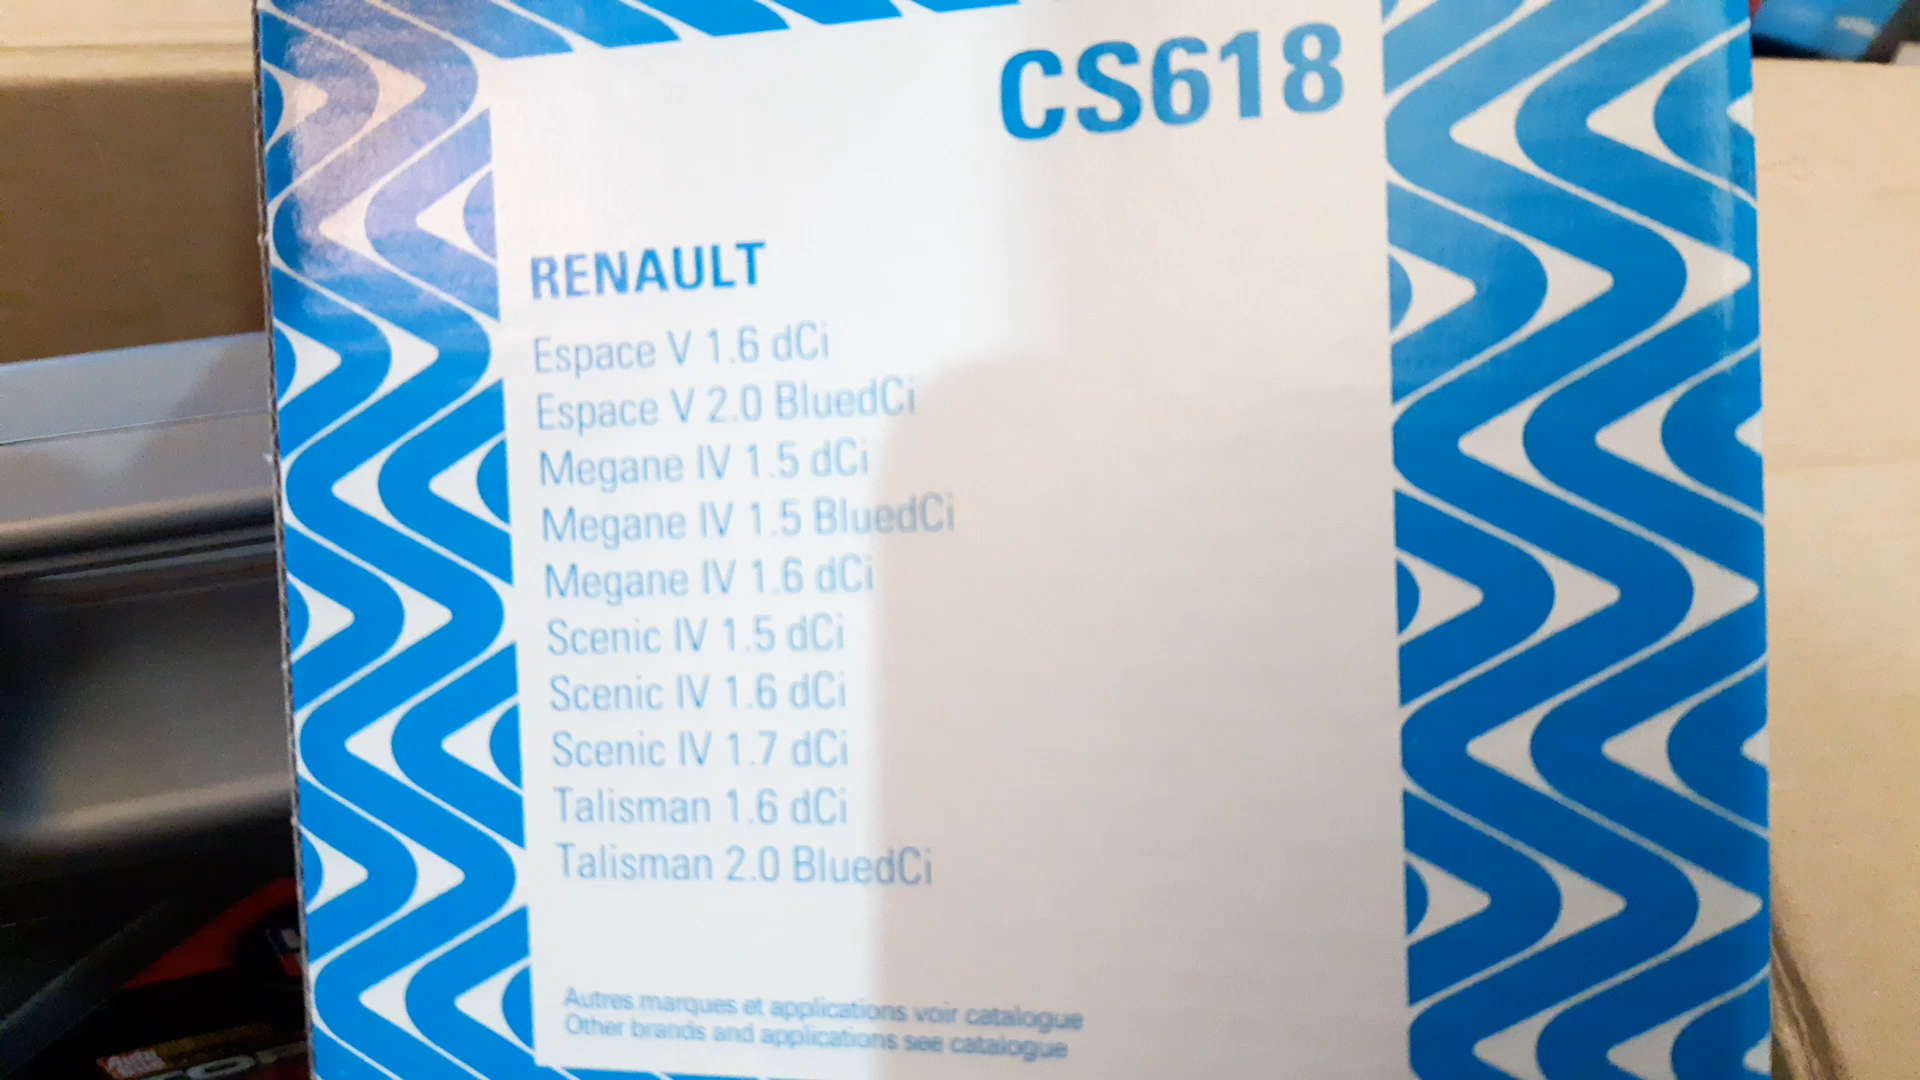 CS618
RENAULT
Espace V 1.6 dCi
Espace V 2.0 BluedCi
Megane IV 1.5 dCi
Megane IV 1.5 BluedCi
Megane IV 1.6 dCi
Scenic IV 1.5 dCi
Scenic IV 1.6 dCi
Scenic IV 1.7 dCi
Talisman 1.6 dCi
Talisman 2.0 BluedCi
Autres marques et applications voir catalogue
Other brands and applications see catalogue